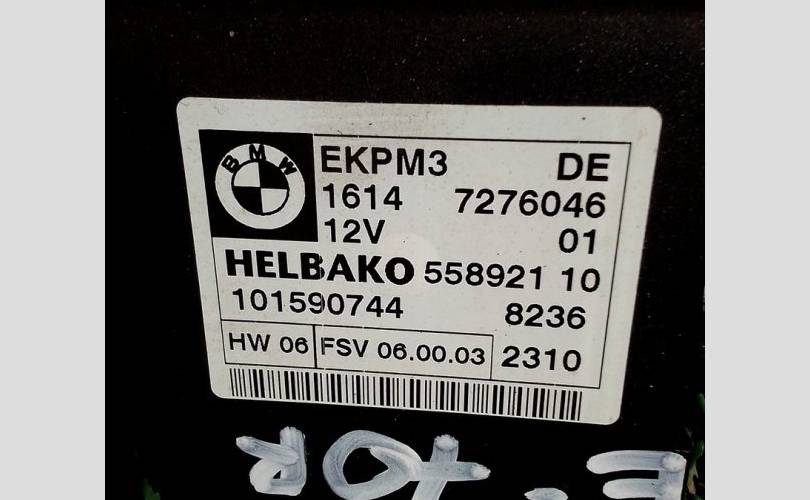 BMW
EKPM3 DE
1614 7276046
12V 01
HELBAKO 558921 10
101590744 8236
HW 06 FSV 06.00.03 2310